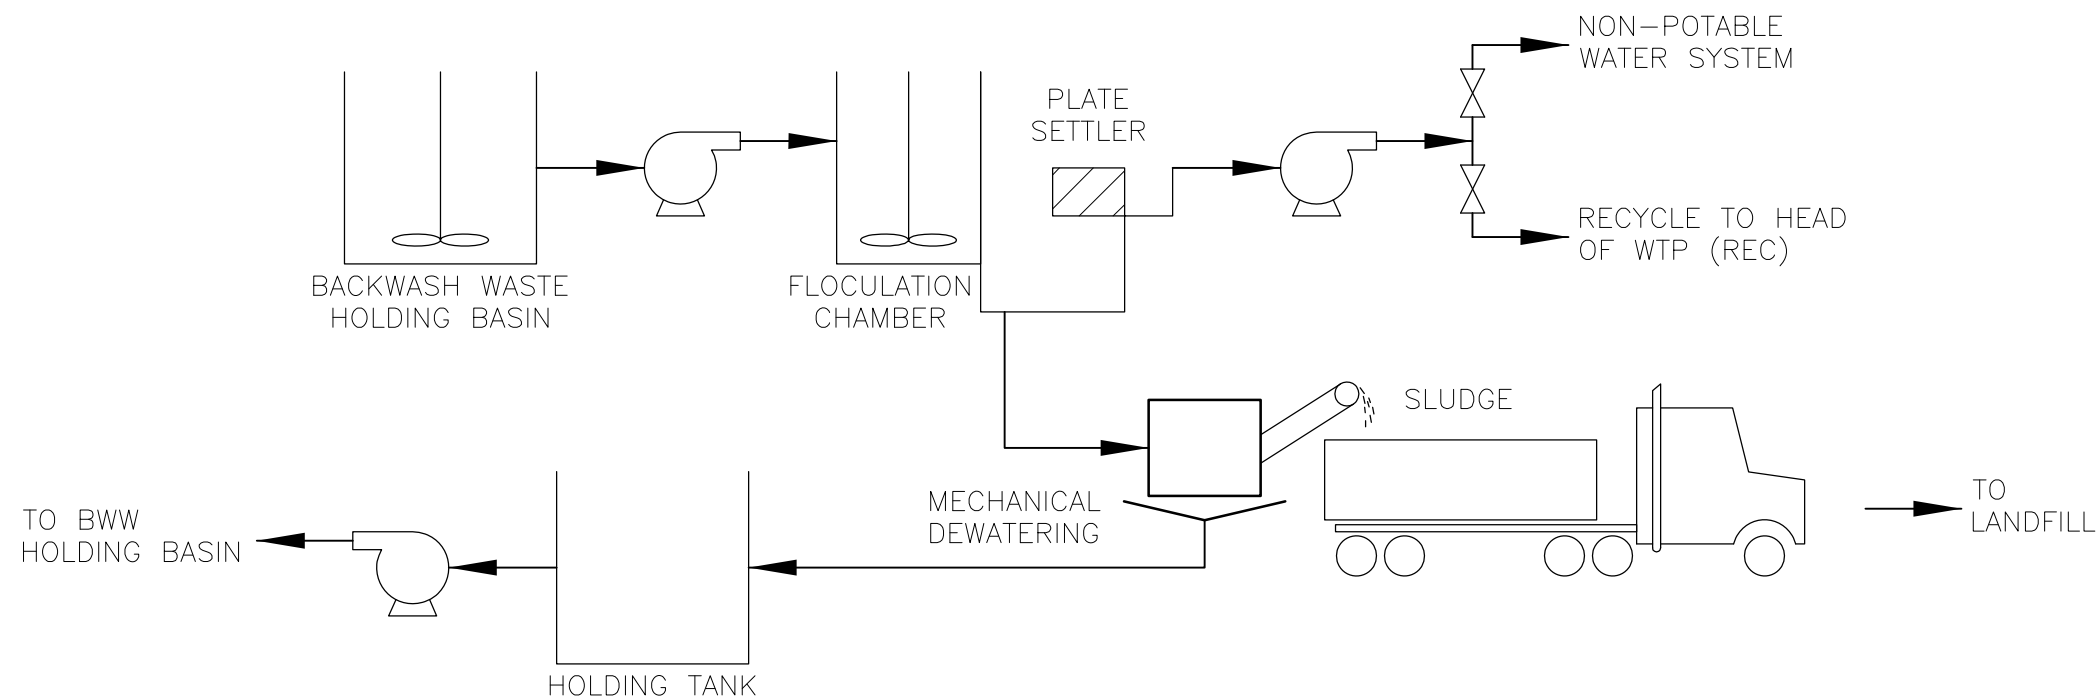 NON-POTABLE
WATER SYSTEM
PLATE
SETTLER
RECYCLE TO HEAD
OF WTP (REC)
BACKWASH WASTE
HOLDING BASIN
FLOCULATION
CHAMBER
SLUDGE
MECHANICAL
DEWATERING
TO
LANDFILL
TO BWW
HOLDING BASIN
HOLDING TANK